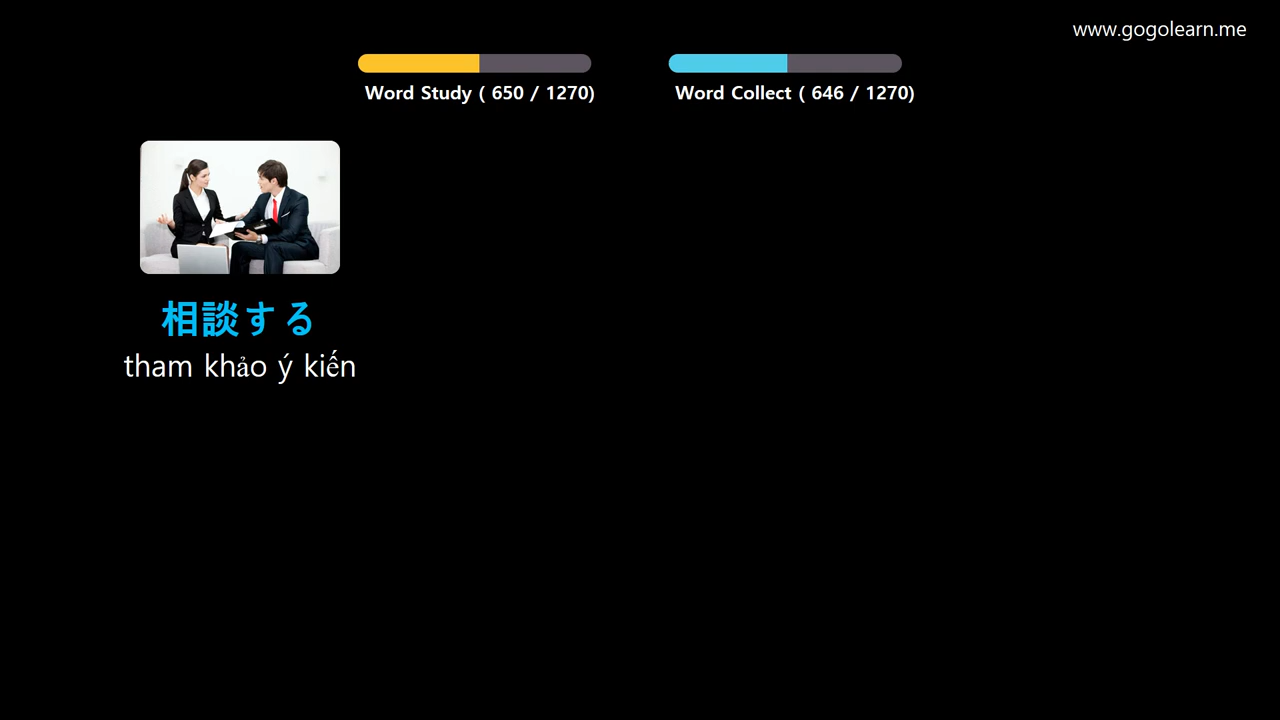 www.gogolearn.me
Word Study ( 650 / 1270)
Word Collect ( 646 / 1270)
相談する
tham khảo ý kiến